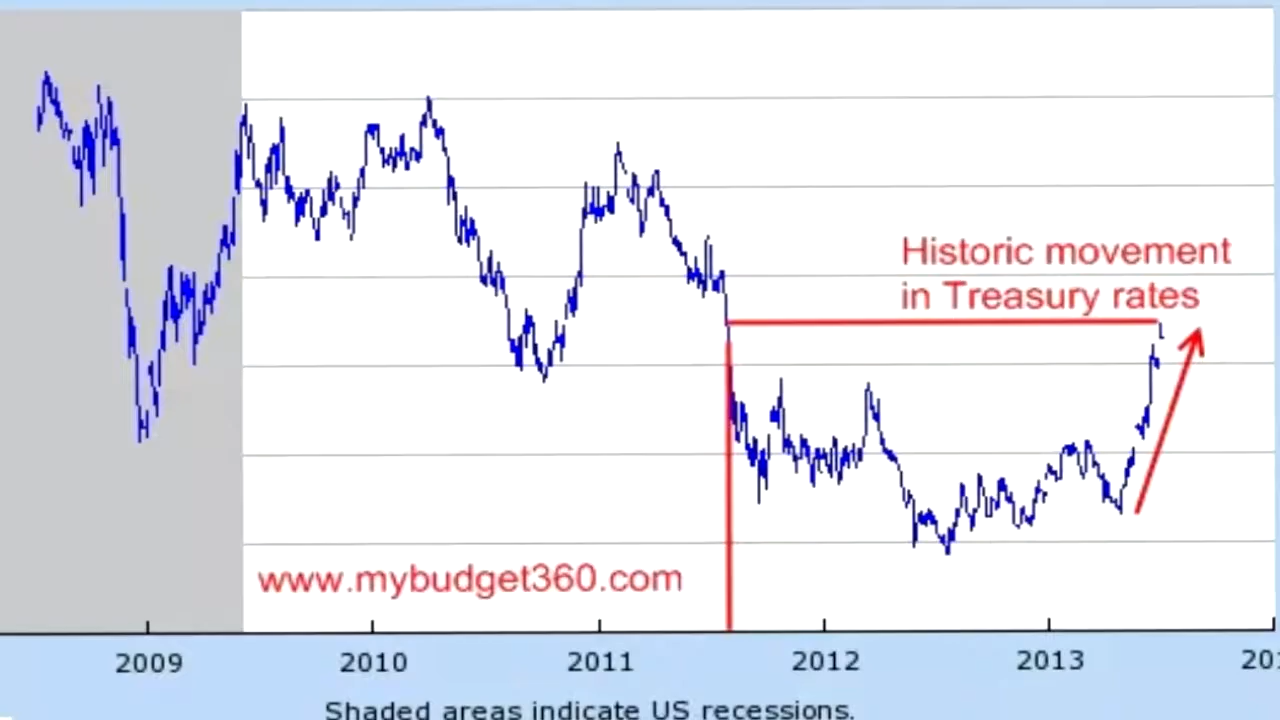 Historic movement
in Treasury rates
www.mybudget360.com
2009 2010 2011 2012 2013
Shaded areas indicate US recessions.